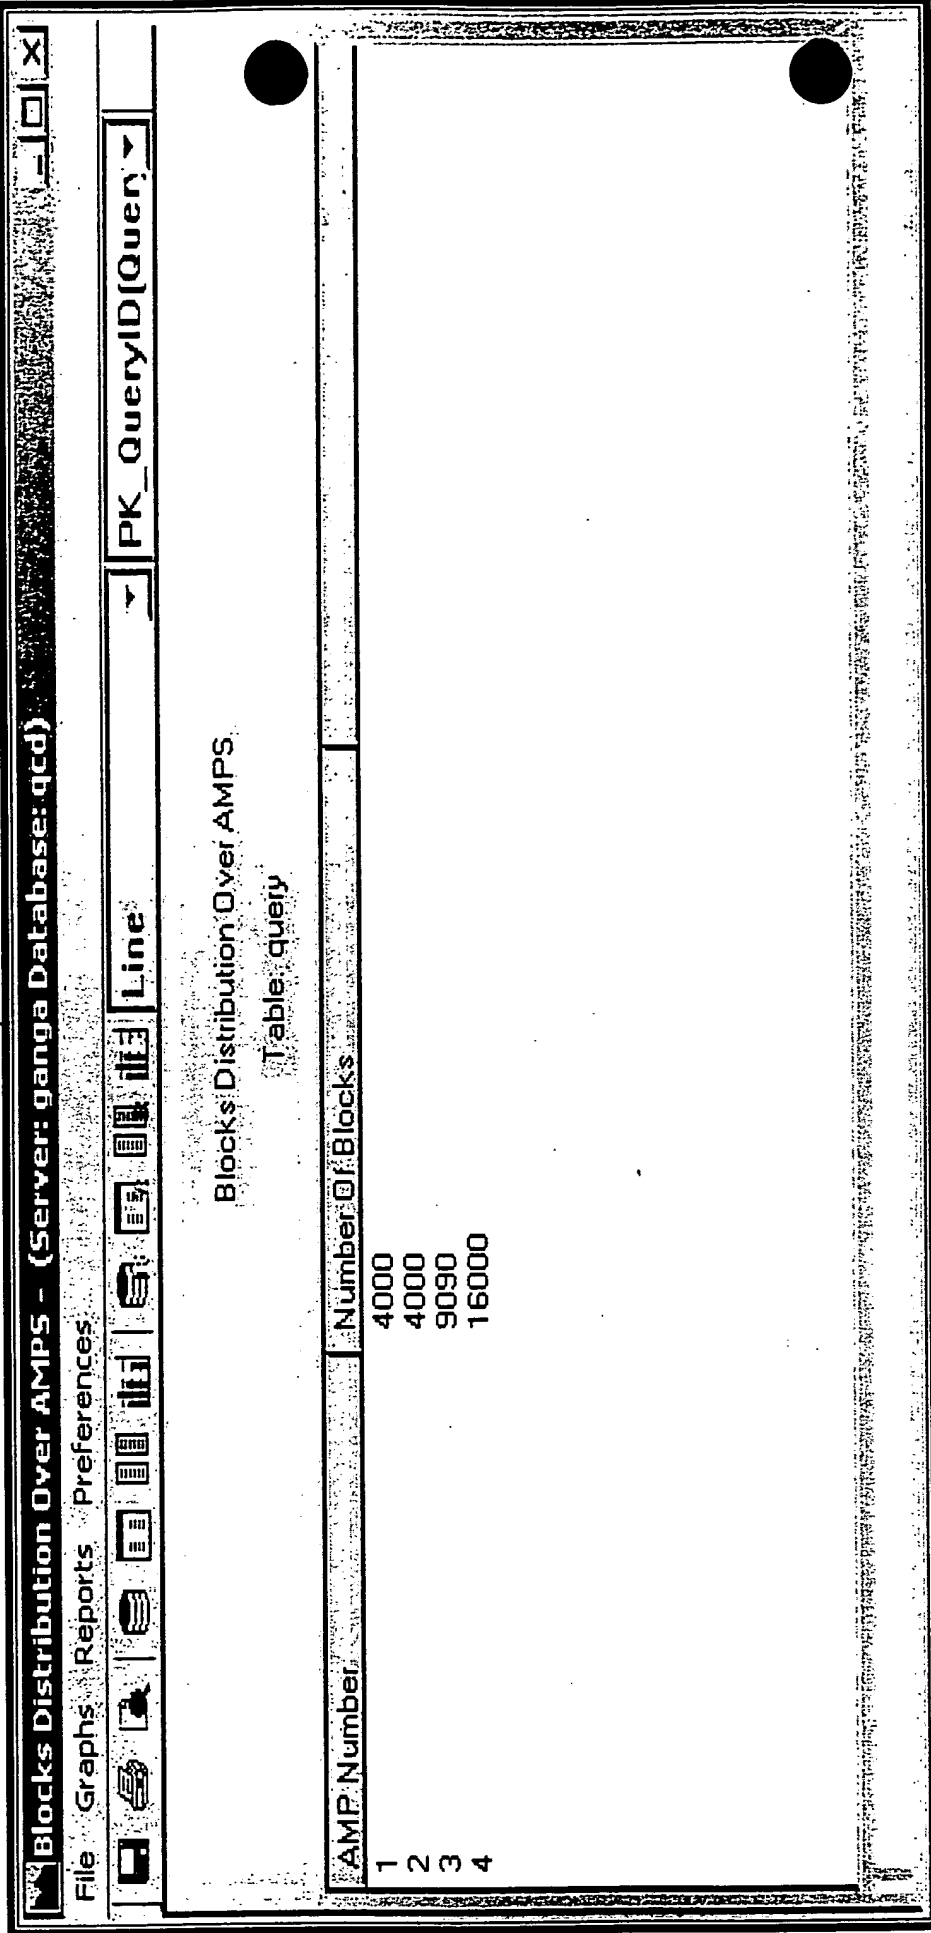 Blocks Distribution Over AMPS - (Server: ganga Database: qcd)
File Graphs Reports Preferences
Line PK_QueryID(Quer
Blocks Distribution Over AMPS
Table: query
AMP Number Number Of Blocks
1 4000
2 4000
3 9090
4 16000